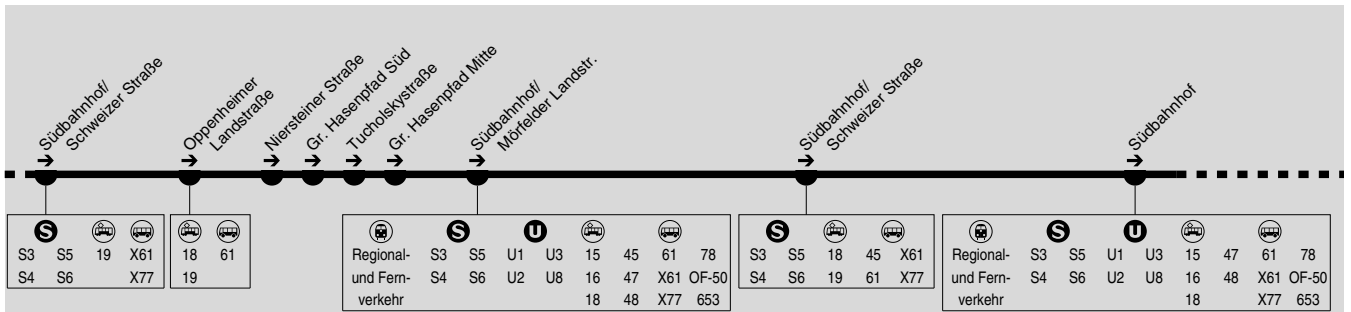 Südbahnhof/
Schweizer Straße
Oppenheimer
Landstraße
Niersteiner Straße
Gr. Hasenpfad Süd
Tucholskystraße
Gr. Hasenpfad Mitte
Südbahnhof/
Mörfelder Landstr.
Südbahnhof/
Schweizer Straße
Südbahnhof
S
S3 S5 19 X61
S4 S6 X77
18 61
19
S U
Regional- S3 S5 U1 U3 15 45 61 78
und Fern- S4 S6 U2 U8 16 47 X61 OF-50
verkehr 18 48 X77 653
S
S3 S5 18 45 X61
S4 S6 19 61 X77
S U
Regional- S3 S5 U1 U3 15 47 61 78
und Fern- S4 S6 U2 U8 16 48 X61 OF-50
verkehr 18 X77 653